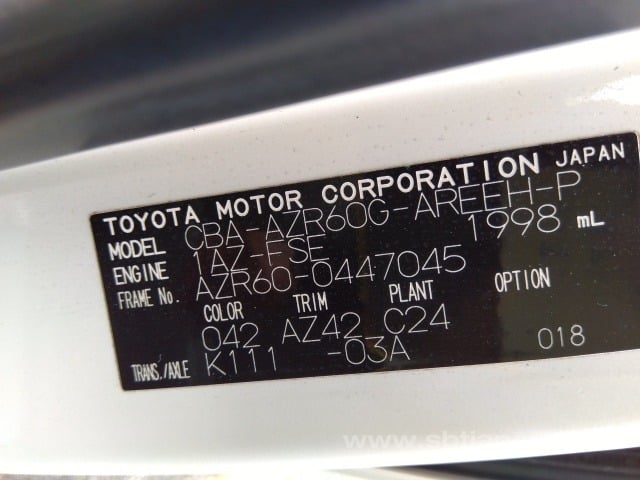 TOYOTA MOTOR CORPORATION JAPAN
MODEL CBA-AZR60G-AREEH-P
ENGINE 1AZ-FSE 1998 mL
FRAME No. AZR60-0447045
COLOR TRIM PLANT OPTION
042 AZ42 C24
TRANS./AXLE K111 -03A 018